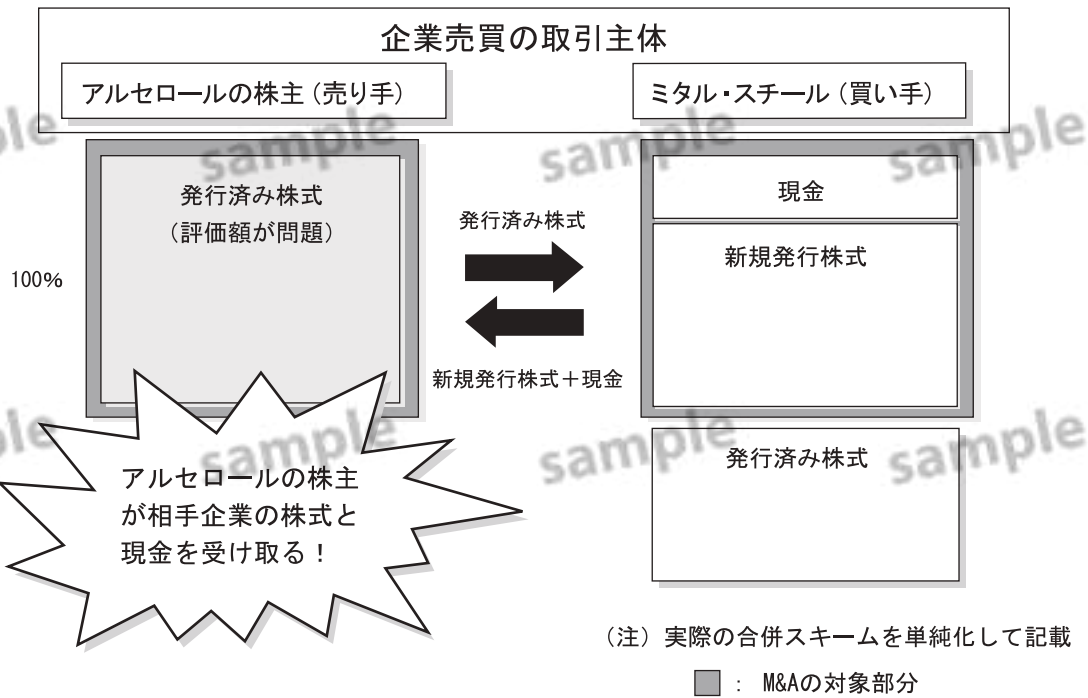 企業売買の取引主体
アルセロールの株主（売り手）
ミタル・スチール（買い手）
発行済み株式
（評価額が問題）
100%
発行済み株式
新規発行株式＋現金
現金
新規発行株式
発行済み株式
アルセロールの株主
が相手企業の株式と
現金を受け取る！
（注）実際の合併スキームを単純化して記載
： M&Aの対象部分
ple
sample
sample
sample
ple
sample
sample
sample